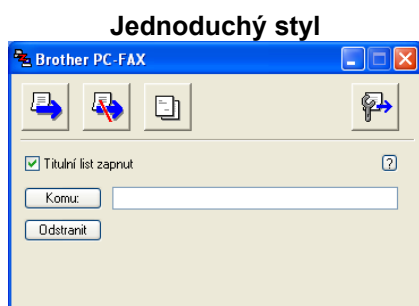 Jednoduchý styl
Brother PC-FAX
Titulní list zapnut
?
Komu:
Odstranit